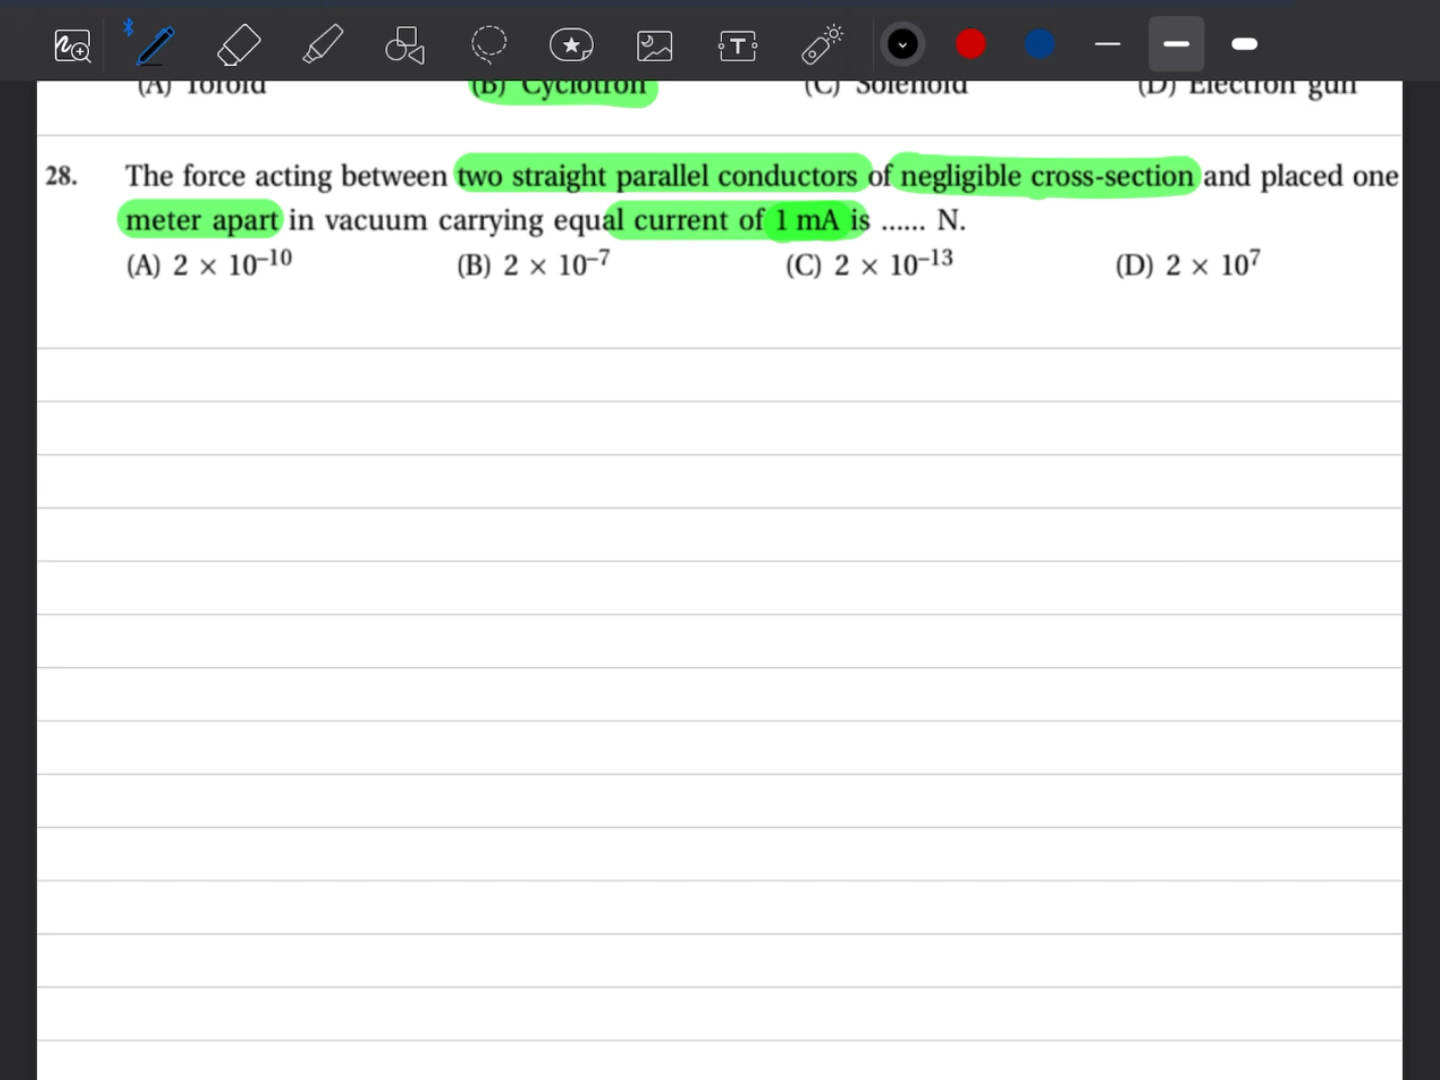 (A) Toroid (B) Cyclotron (C) Solenoid (D) Electron gun
28. The force acting between two straight parallel conductors of negligible cross-section and placed one
meter apart in vacuum carrying equal current of 1 mA is ...... N.
(A) 2 × 10⁻¹⁰ (B) 2 × 10⁻⁷ (C) 2 × 10⁻¹³ (D) 2 × 10⁷